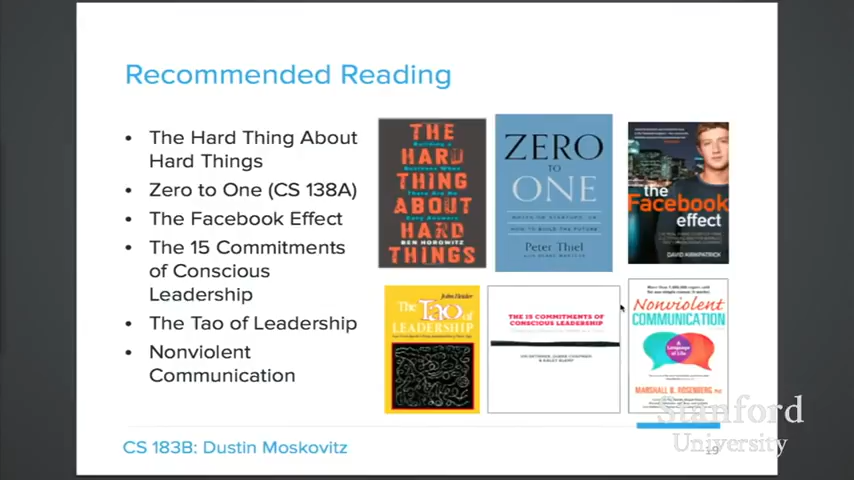 Recommended Reading
The Hard Thing About
Hard Things
Zero to One (CS 138A)
The Facebook Effect
The 15 Commitments
of Conscious
Leadership
The Tao of Leadership
Nonviolent
Communication
THE
Building a
HARD
Business When
THING
There Are No
ABOUT
Easy Answers
HARD
BEN HOROWITZ
THINGS
ZERO
TO
ONE
NOTES ON STARTUPS, OR
HOW TO BUILD THE FUTURE
Peter Thiel
the
Facebook
effect
DAVID KIRKPATRICK
John Heider
The Tao of
LEADERSHIP
THE 15 COMMITMENTS OF
CONSCIOUS LEADERSHIP
Nonviolent
COMMUNICATION
A
Language
of Life
MARSHALL B. ROSENBERG, PhD
Stanford
University
CS 183B: Dustin Moskovitz
19